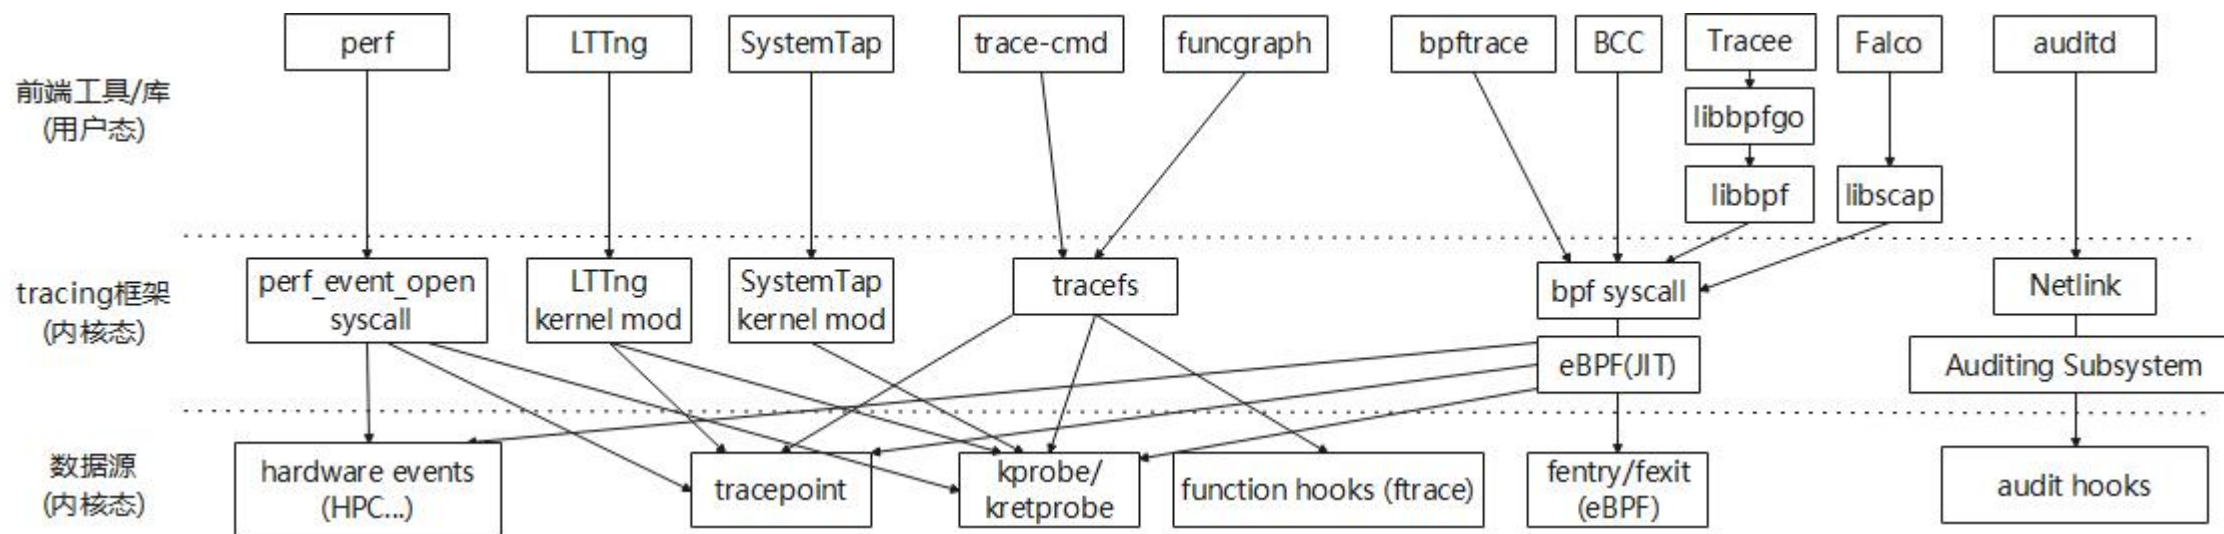 perf
LTTng
SystemTap
trace-cmd
funcgraph
bpftrace
BCC
Tracee
Falco
auditd
前端工具/库
(用户态)
libbpfgo
libbpf
libscap
tracing框架
(内核态)
perf_event_open
syscall
LTTng
kernel mod
SystemTap
kernel mod
tracefs
bpf syscall
Netlink
eBPF(JIT)
Auditing Subsystem
数据源
(内核态)
hardware events
(HPC...)
tracepoint
kprobe/
kretprobe
function hooks (ftrace)
fentry/fexit
(eBPF)
audit hooks